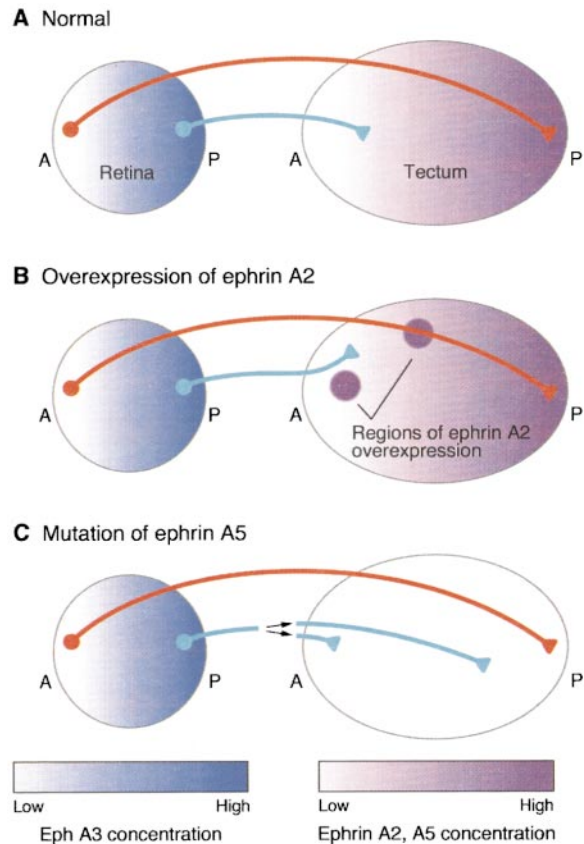 A Normal
Retina
Tectum
A
P
A
P
B Overexpression of ephrin A2
A
P
A
P
Regions of ephrin A2
overexpression
C Mutation of ephrin A5
A
P
A
P
Low
High
Low
High
Eph A3 concentration
Ephrin A2, A5 concentration